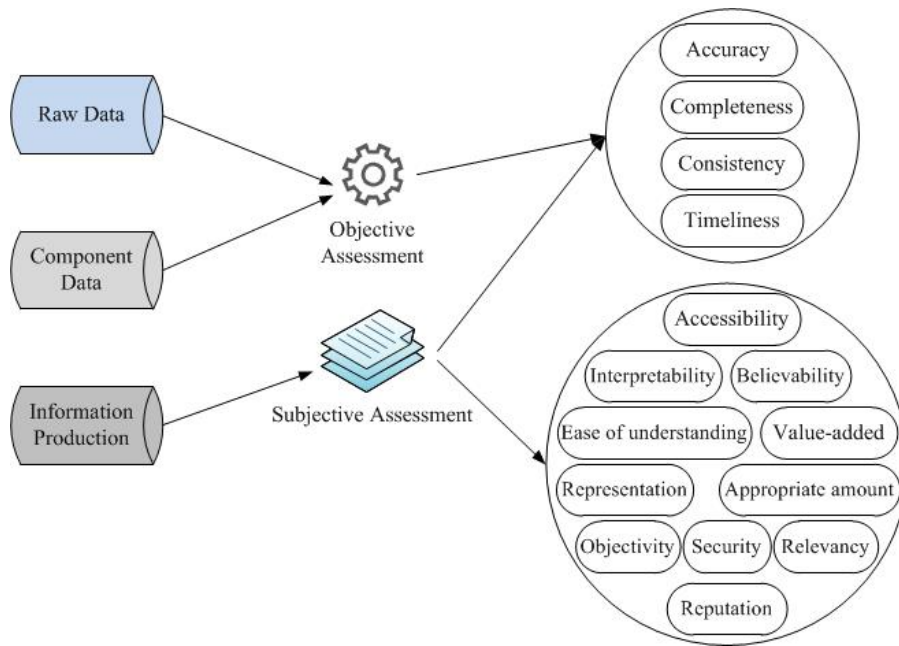 Raw Data
Component
Data
Information
Production
Objective
Assessment
Subjective Assessment
Accuracy
Completeness
Consistency
Timeliness
Accessibility
Interpretability
Believability
Ease of understanding
Value-added
Representation
Appropriate amount
Objectivity
Security
Relevancy
Reputation